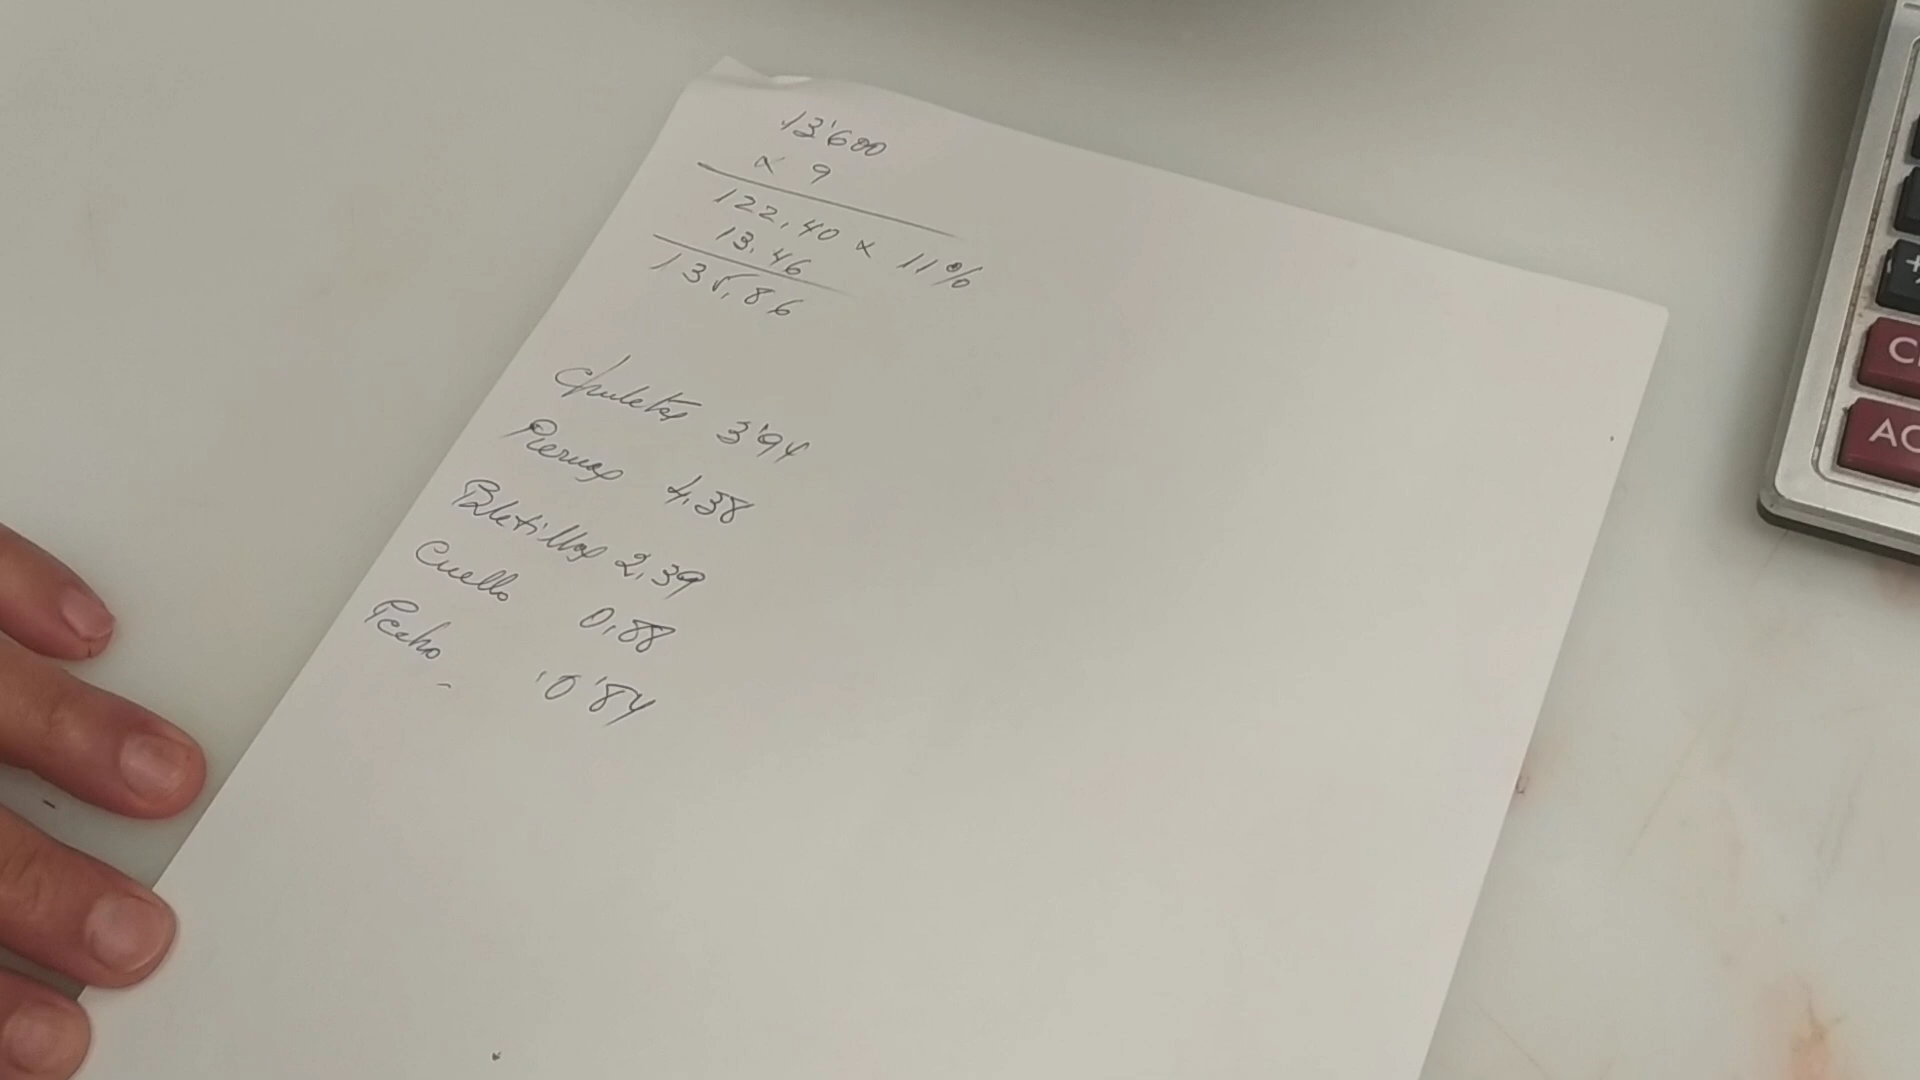 13'600
x 9
122,40 x 11%
13,46
135,86
Chuletas 3'94
Piernas 4,38
Paletillas 2,39
Cuello 0,88
Pecho 0'84
+
C
AC